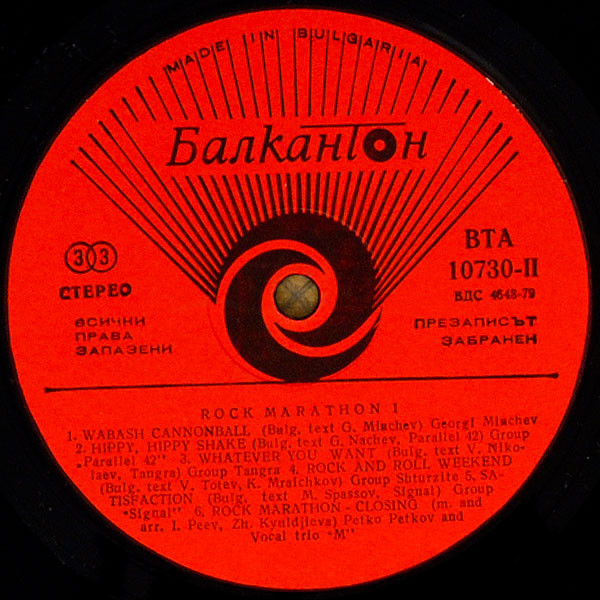 MADE IN BULGARIA
Балкантон
33
СТЕРЕО
ВТА
10730-II
БДС 4648-79
ВСИЧКИ
ПРАВА
ЗАПАЗЕНИ
ПРЕЗАПИСЪТ
ЗАБРАНЕН
ROCK MARATHON 1
1. WABASH CANNONBALL (Bulg. text G. Minchev) Georgi Minchev
2. HIPPY, HIPPY SHAKE (Bulg. text G. Nachev, Parallel 42) Group
"Parallel 42" 3. WHATEVER YOU WANT (Bulg. text V. Niko-
laev, Tangra) Group Tangra 4. ROCK AND ROLL WEEKEND
(Bulg. text V. Totev, K. Maichkov) Group Shturzite 5. SA-
TISFACTION (Bulg. text M. Spassov, Signal) Group
"Signal" 6. ROCK MARATHON - CLOSING (m. and
arr. I. Peev, Zh. Kyuldjieva) Petko Petkov and
Vocal trio "M"